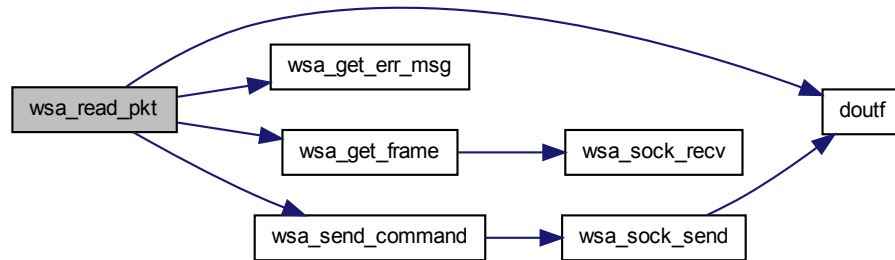 wsa_read_pkt
wsa_get_err_msg
doutf
wsa_get_frame
wsa_sock_recv
wsa_send_command
wsa_sock_send